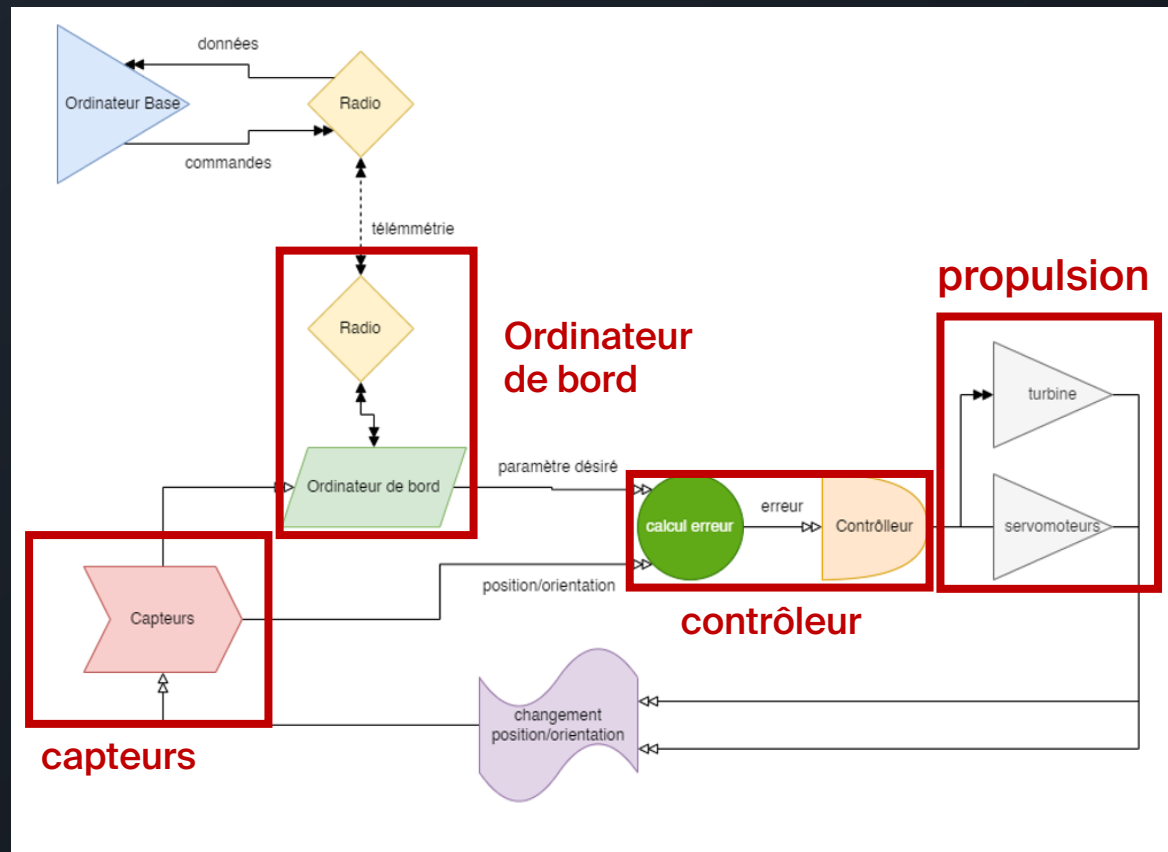 données
Ordinateur Base
Radio
commandes
télémmétrie
Radio
Ordinateur
de bord
propulsion
turbine
Ordinateur de bord
paramètre désiré
calcul erreur
erreur
Contrôlleur
servomoteurs
position/orientation
Capteurs
contrôleur
changement
position/orientation
capteurs